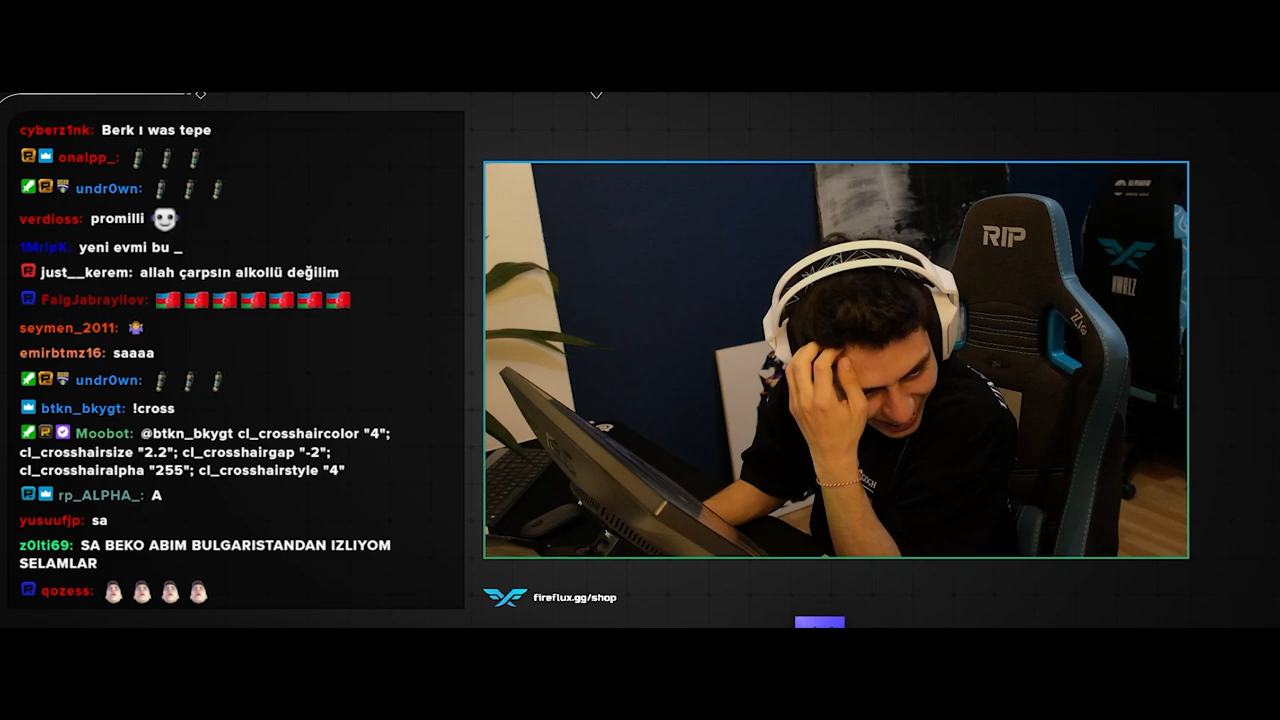 cyberz1nk: Berk ı was tepe
onalpp_:
undr0wn:
verdioss: promilli
1MripK: yeni evmi bu _
just__kerem: allah çarpsın alkollü değilim
FaigJabrayilov:
seymen_2011:
emirbtmz16: saaaa
undr0wn:
btkn_bkygt: !cross
Moobot: @btkn_bkygt cl_crosshaircolor "4";
cl_crosshairsize "2.2"; cl_crosshairgap "-2";
cl_crosshairalpha "255"; cl_crosshairstyle "4"
rp_ALPHA_: A
yusuufjp: sa
z0lti69: SA BEKO ABIM BULGARISTANDAN IZLIYOM
SELAMLAR
qozess:
RIP
NWRLZ
fireflux.gg/shop